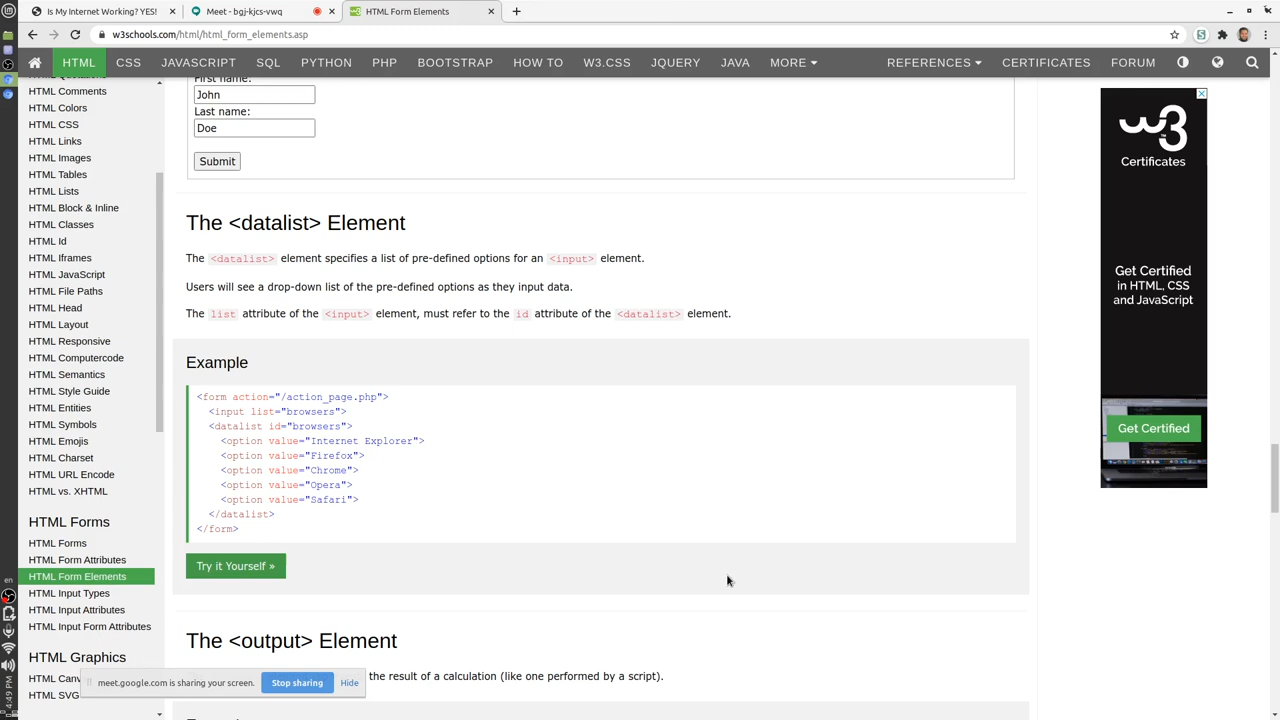 Is My Internet Working? YES!
Meet - bgj-kjcs-vwq
HTML Form Elements
w3schools.com/html/html_form_elements.asp
HTML
CSS
JAVASCRIPT
SQL
PYTHON
PHP
BOOTSTRAP
HOW TO
W3.CSS
JQUERY
JAVA
MORE
REFERENCES
CERTIFICATES
FORUM
HTML Comments
HTML Colors
HTML CSS
HTML Links
HTML Images
HTML Tables
HTML Lists
HTML Block & Inline
HTML Classes
HTML Id
HTML Iframes
HTML JavaScript
HTML File Paths
HTML Head
HTML Layout
HTML Responsive
HTML Computercode
HTML Semantics
HTML Style Guide
HTML Entities
HTML Symbols
HTML Emojis
HTML Charset
HTML URL Encode
HTML vs. XHTML
HTML Forms
HTML Forms
HTML Form Attributes
HTML Form Elements
HTML Input Types
HTML Input Attributes
HTML Input Form Attributes
HTML Graphics
HTML SVG
en
4:49 PM
First name:
John
Last name:
Doe
Submit
The <datalist> Element
The <datalist> element specifies a list of pre-defined options for an <input> element.
Users will see a drop-down list of the pre-defined options as they input data.
The list attribute of the <input> element, must refer to the id attribute of the <datalist> element.
Example
<form action="/action_page.php">
<input list="browsers">
<datalist id="browsers">
<option value="Internet Explorer">
<option value="Firefox">
<option value="Chrome">
<option value="Opera">
<option value="Safari">
</datalist>
</form>
Try it Yourself »
The <output> Element
the result of a calculation (like one performed by a script).
meet.google.com is sharing your screen.
Stop sharing
Hide
w3
Certificates
Get Certified
in HTML, CSS
and JavaScript
Get Certified